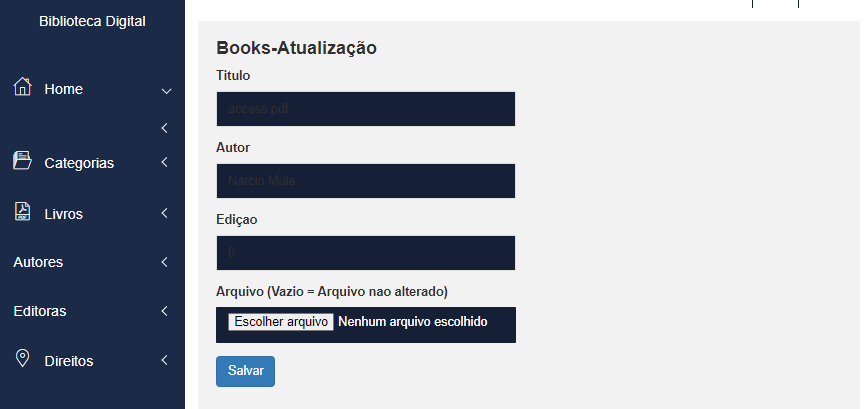 Biblioteca Digital
Home
Categorias
Livros
Autores
Editoras
Direitos
Books-Atualização
Titulo
access pdf
Autor
Narcio Mula
Ediçao
6
Arquivo (Vazio = Arquivo nao alterado)
Escolher arquivo Nenhum arquivo escolhido
Salvar